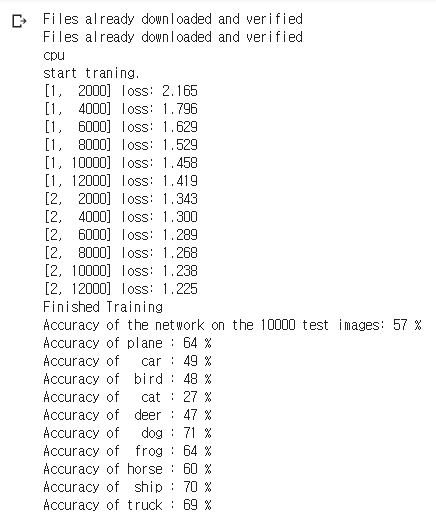 Files already downloaded and verified
Files already downloaded and verified
cpu
start traning.
[1,  2000] loss: 2.165
[1,  4000] loss: 1.796
[1,  6000] loss: 1.629
[1,  8000] loss: 1.529
[1, 10000] loss: 1.458
[1, 12000] loss: 1.419
[2,  2000] loss: 1.343
[2,  4000] loss: 1.300
[2,  6000] loss: 1.289
[2,  8000] loss: 1.268
[2, 10000] loss: 1.238
[2, 12000] loss: 1.225
Finished Training
Accuracy of the network on the 10000 test images: 57 %
Accuracy of plane : 64 %
Accuracy of   car : 49 %
Accuracy of  bird : 48 %
Accuracy of   cat : 27 %
Accuracy of  deer : 47 %
Accuracy of   dog : 71 %
Accuracy of  frog : 64 %
Accuracy of horse : 60 %
Accuracy of  ship : 70 %
Accuracy of truck : 69 %